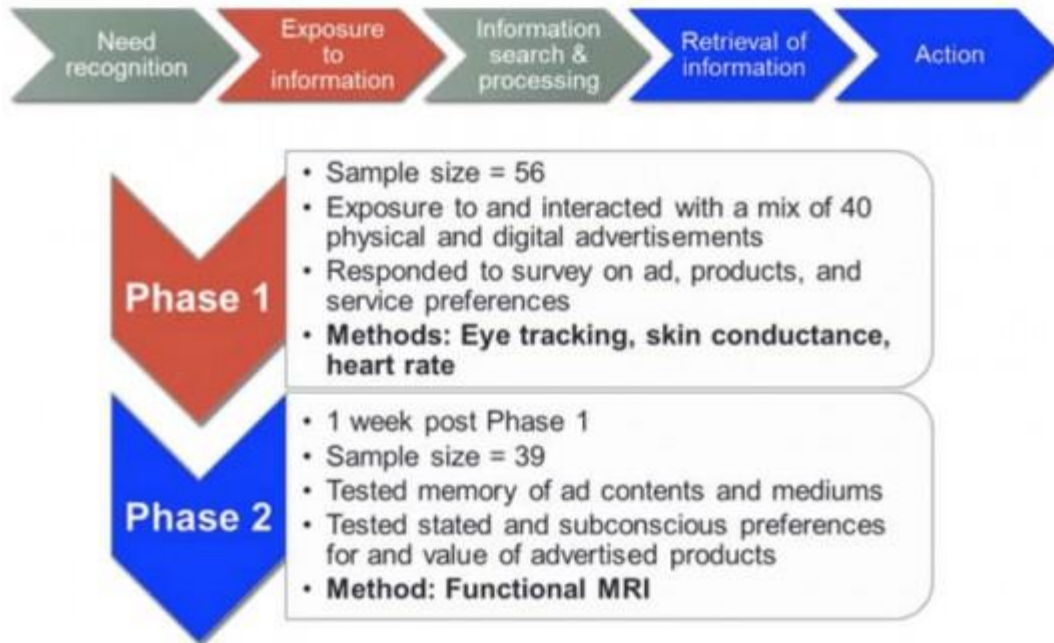 Need
recognition
Exposure
to
information
Information
search &
processing
Retrieval of
information
Action
Phase 1
• Sample size = 56
• Exposure to and interacted with a mix of 40
physical and digital advertisements
• Responded to survey on ad, products, and
service preferences
• Methods: Eye tracking, skin conductance,
heart rate
Phase 2
• 1 week post Phase 1
• Sample size = 39
• Tested memory of ad contents and mediums
• Tested stated and subconscious preferences
for and value of advertised products
• Method: Functional MRI